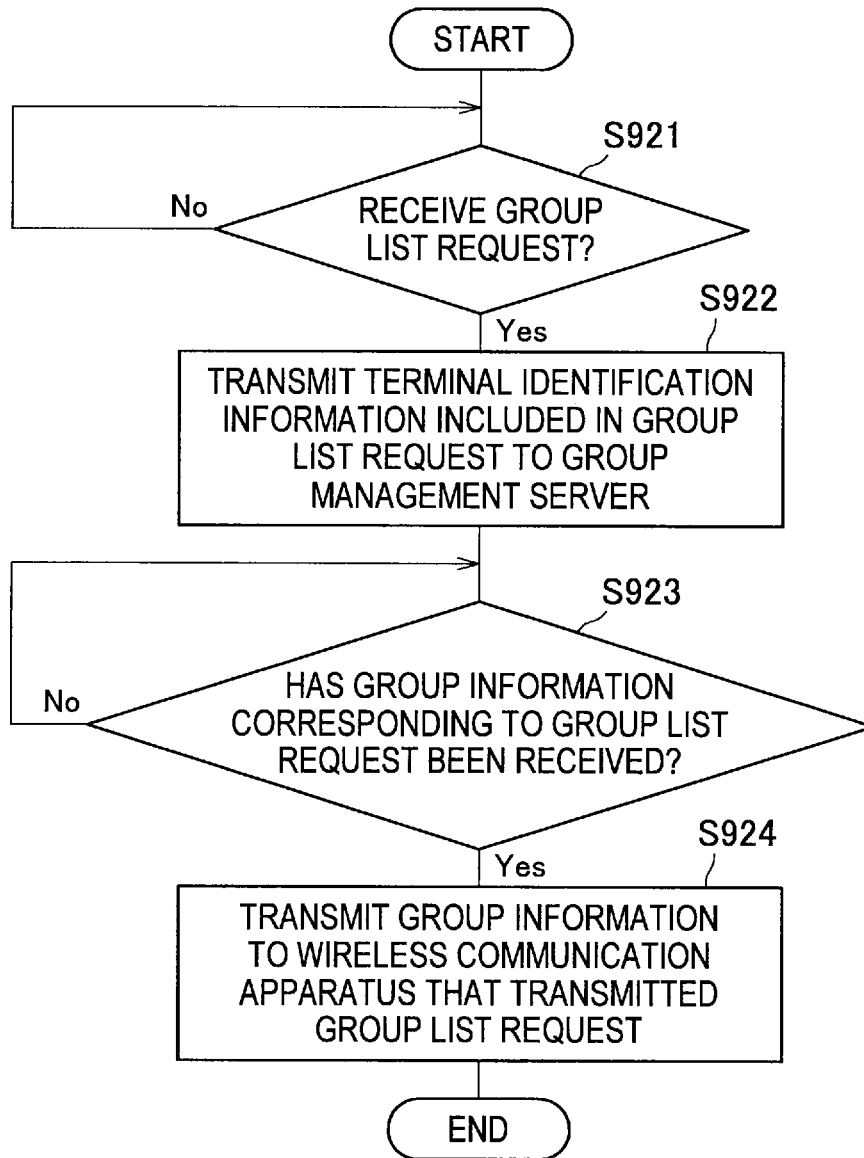 START
S921
RECEIVE GROUP
LIST REQUEST?
No
Yes
S922
TRANSMIT TERMINAL IDENTIFICATION
INFORMATION INCLUDED IN GROUP
LIST REQUEST TO GROUP
MANAGEMENT SERVER
S923
HAS GROUP INFORMATION
CORRESPONDING TO GROUP LIST
REQUEST BEEN RECEIVED?
No
Yes
S924
TRANSMIT GROUP INFORMATION
TO WIRELESS COMMUNICATION
APPARATUS THAT TRANSMITTED
GROUP LIST REQUEST
END